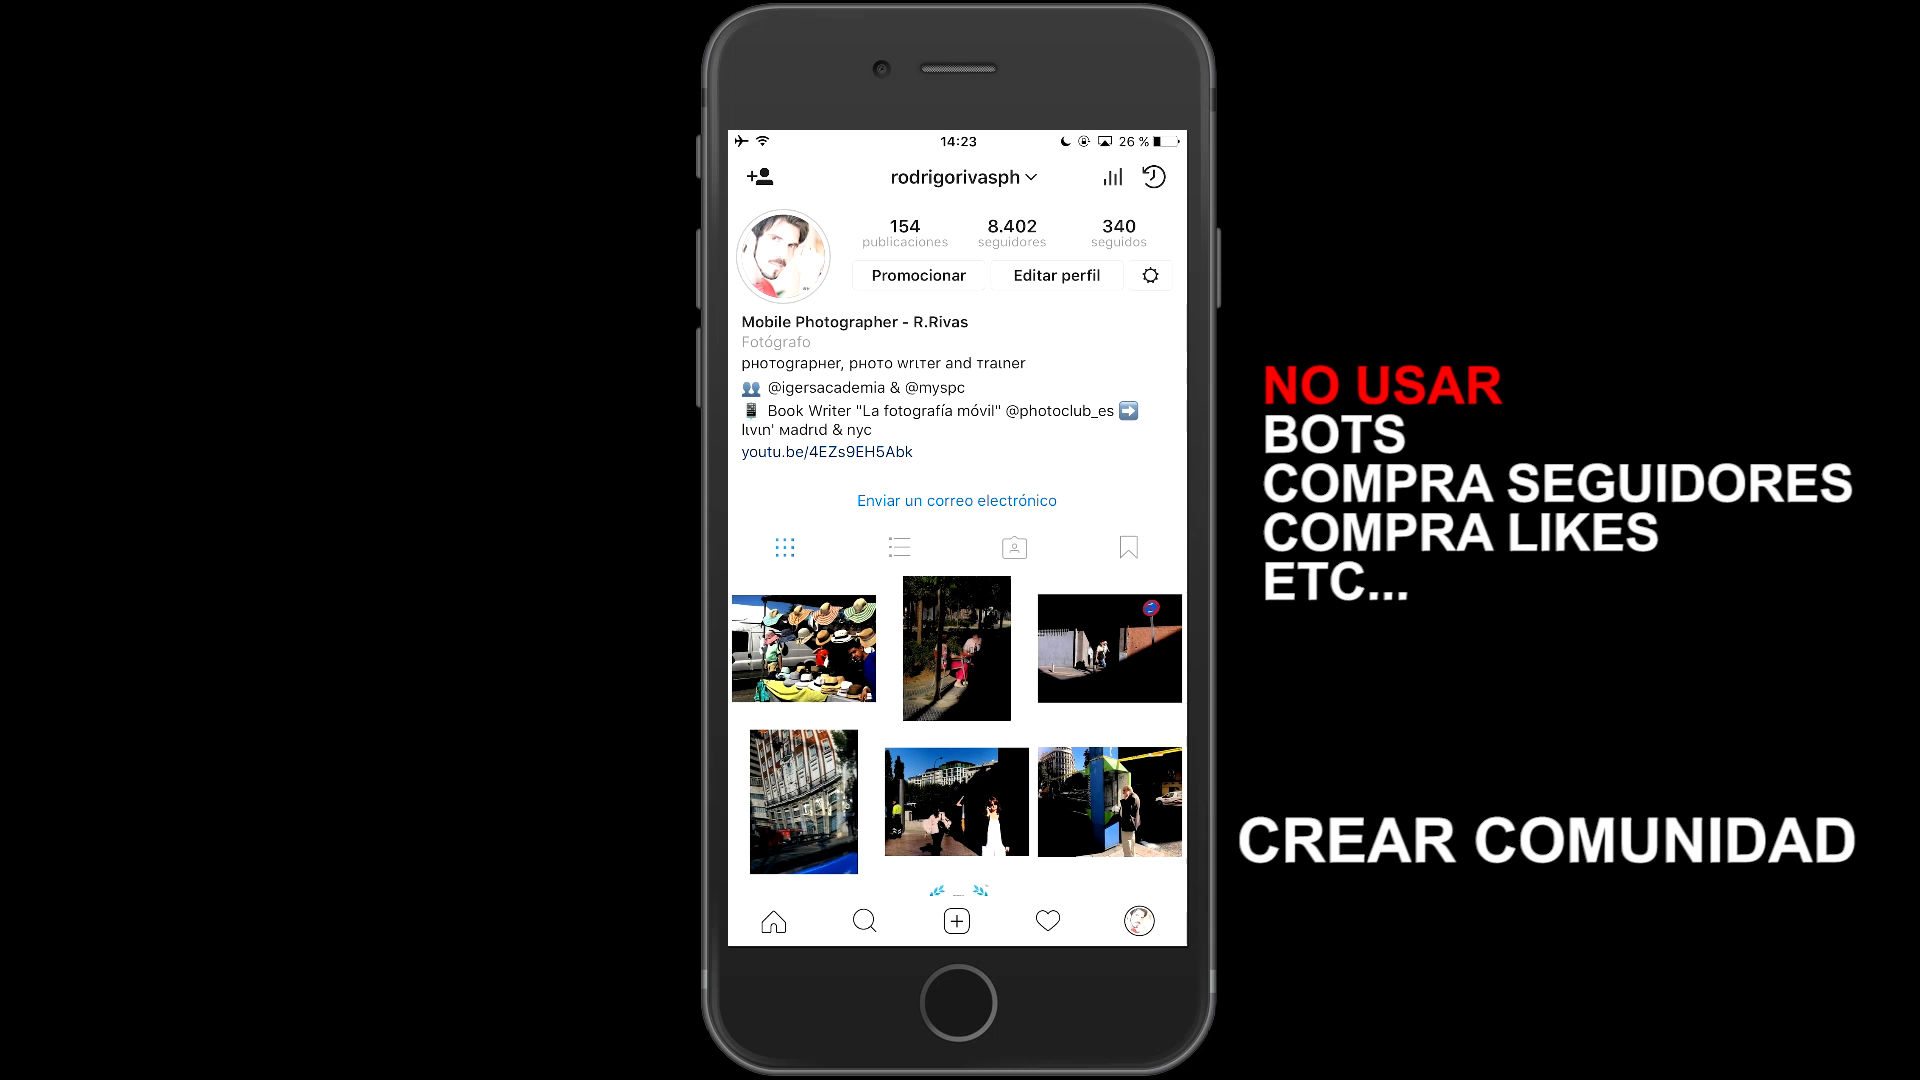 14:23
26 %
rodrigorivasph
154
8.402
340
publicaciones
seguidores
seguidos
Promocionar
Editar perfil
Mobile Photographer - R.Rivas
Fotógrafo
pнoтograpнer, pнoтo wrιтer and тraιner
@igersacademia & @myspc
Book Writer "La fotografía móvil" @photoclub_es
lιvιn' мadrιd & nyc
youtu.be/4EZs9EH5Abk
Enviar un correo electrónico
NO USAR
BOTS
COMPRA SEGUIDORES
COMPRA LIKES
ETC...
CREAR COMUNIDAD